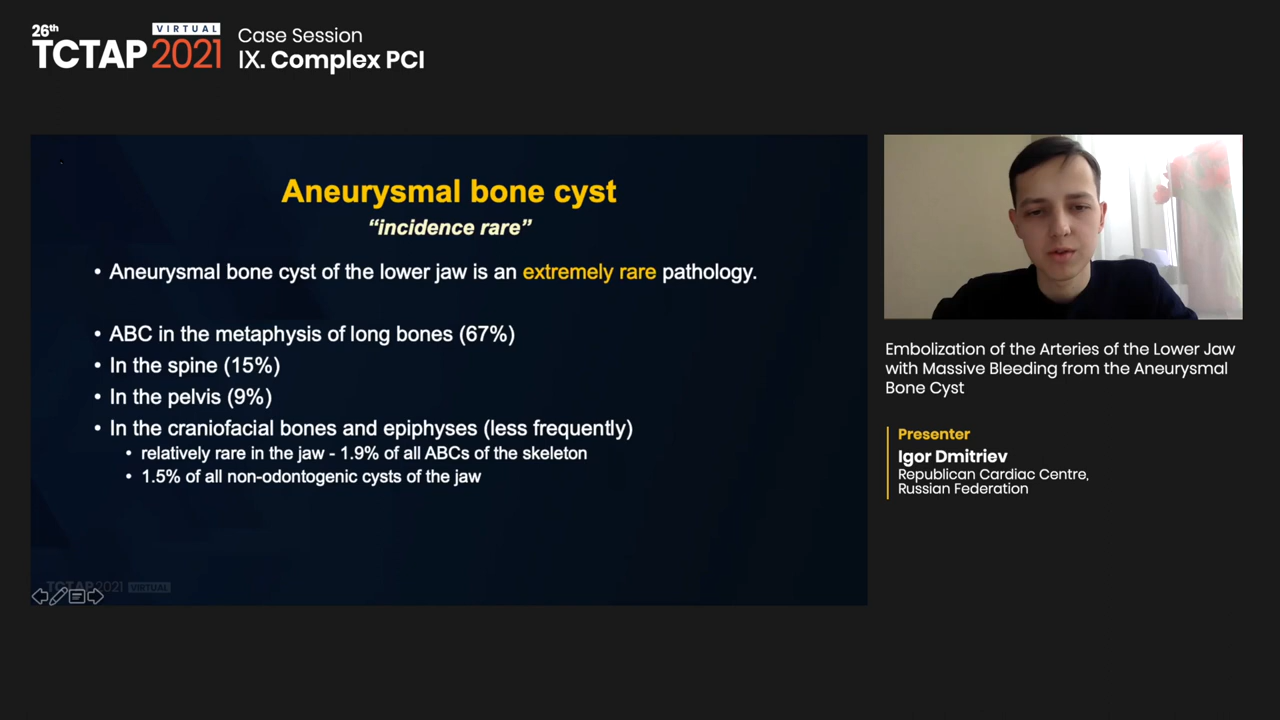 26th
VIRTUAL
TCTAP 2021
Case Session
IX. Complex PCI
Aneurysmal bone cyst
“incidence rare”
• Aneurysmal bone cyst of the lower jaw is an extremely rare pathology.
• ABC in the metaphysis of long bones (67%)
• In the spine (15%)
• In the pelvis (9%)
• In the craniofacial bones and epiphyses (less frequently)
• relatively rare in the jaw - 1.9% of all ABCs of the skeleton
• 1.5% of all non-odontogenic cysts of the jaw
TCTAP 2021 VIRTUAL
Embolization of the Arteries of the Lower Jaw
with Massive Bleeding from the Aneurysmal
Bone Cyst
Presenter
Igor Dmitriev
Republican Cardiac Centre,
Russian Federation